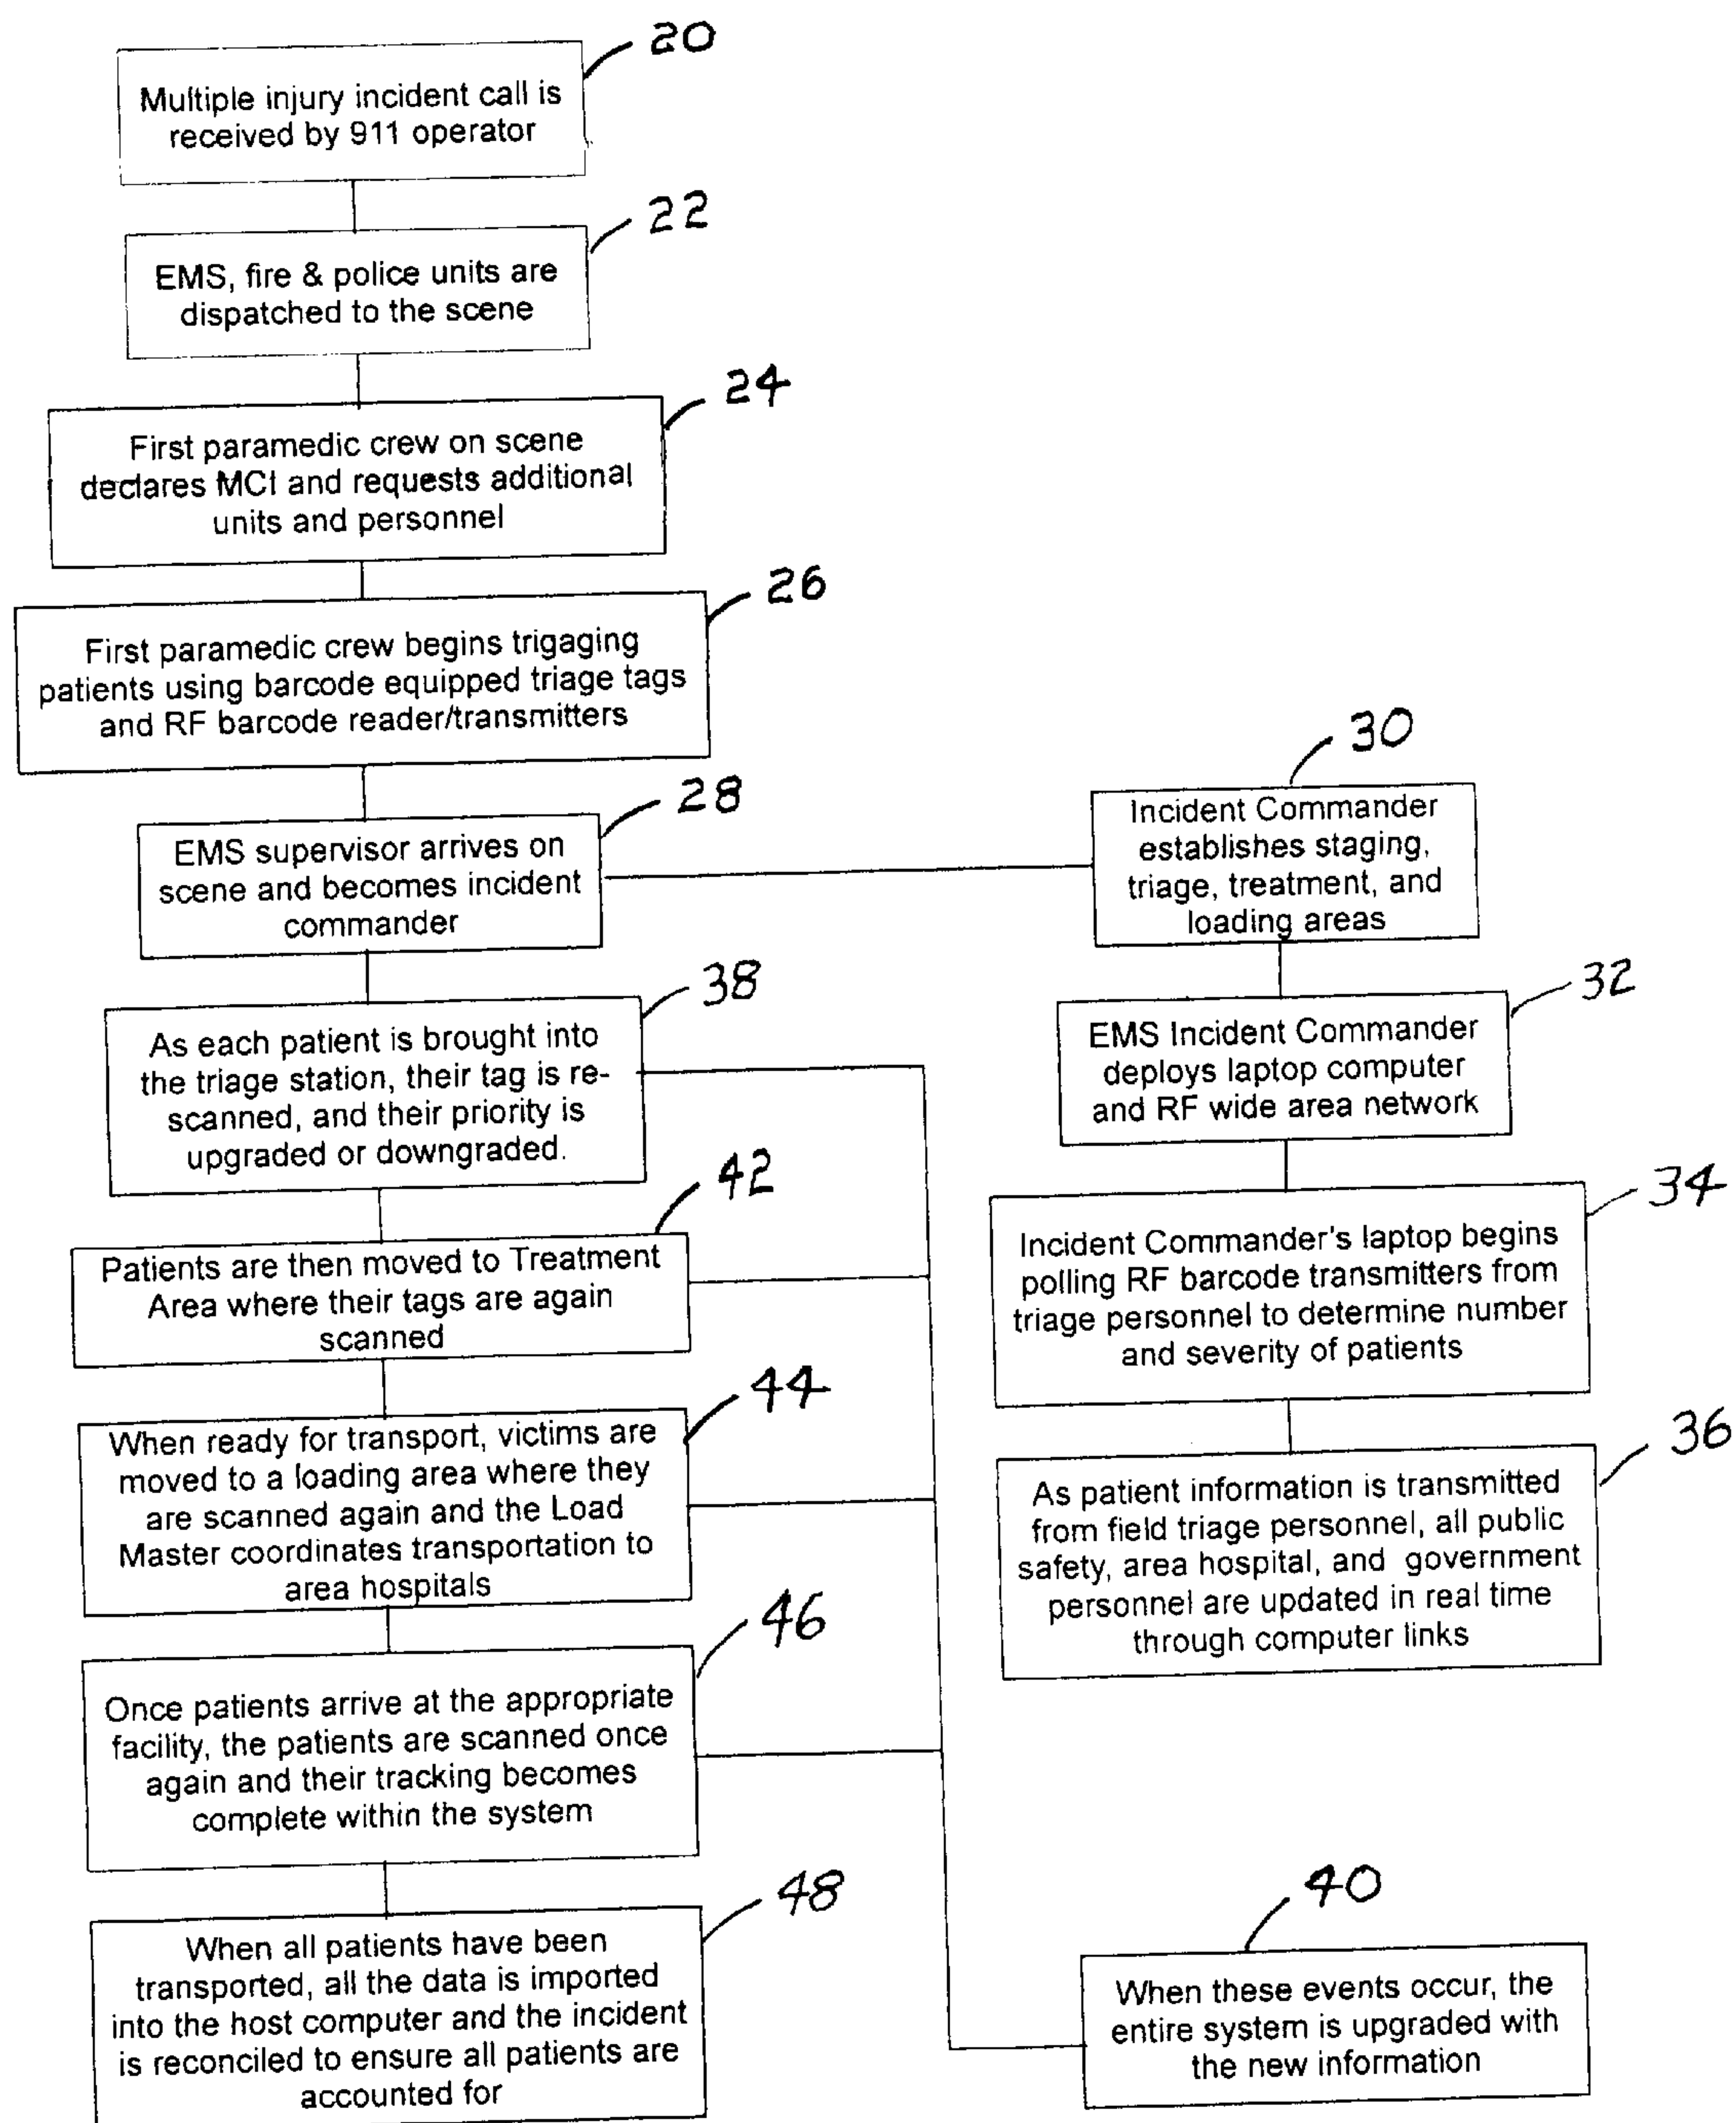 20
Multiple injury incident call is
received by 911 operator
22
EMS, fire & police units are
dispatched to the scene
24
First paramedic crew on scene
declares MCI and requests additional
units and personnel
26
First paramedic crew begins trigaging
patients using barcode equipped triage tags
and RF barcode reader/transmitters
28
EMS supervisor arrives on
scene and becomes incident
commander
30
Incident Commander
establishes staging,
triage, treatment, and
loading areas
32
EMS Incident Commander
deploys laptop computer
and RF wide area network
34
Incident Commander's laptop begins
polling RF barcode transmitters from
triage personnel to determine number
and severity of patients
36
As patient information is transmitted
from field triage personnel, all public
safety, area hospital, and government
personnel are updated in real time
through computer links
38
As each patient is brought into
the triage station, their tag is re-
scanned, and their priority is
upgraded or downgraded.
42
Patients are then moved to Treatment
Area where their tags are again
scanned
44
When ready for transport, victims are
moved to a loading area where they
are scanned again and the Load
Master coordinates transportation to
area hospitals
46
Once patients arrive at the appropriate
facility, the patients are scanned once
again and their tracking becomes
complete within the system
48
When all patients have been
transported, all the data is imported
into the host computer and the incident
is reconciled to ensure all patients are
accounted for
40
When these events occur, the
entire system is upgraded with
the new information